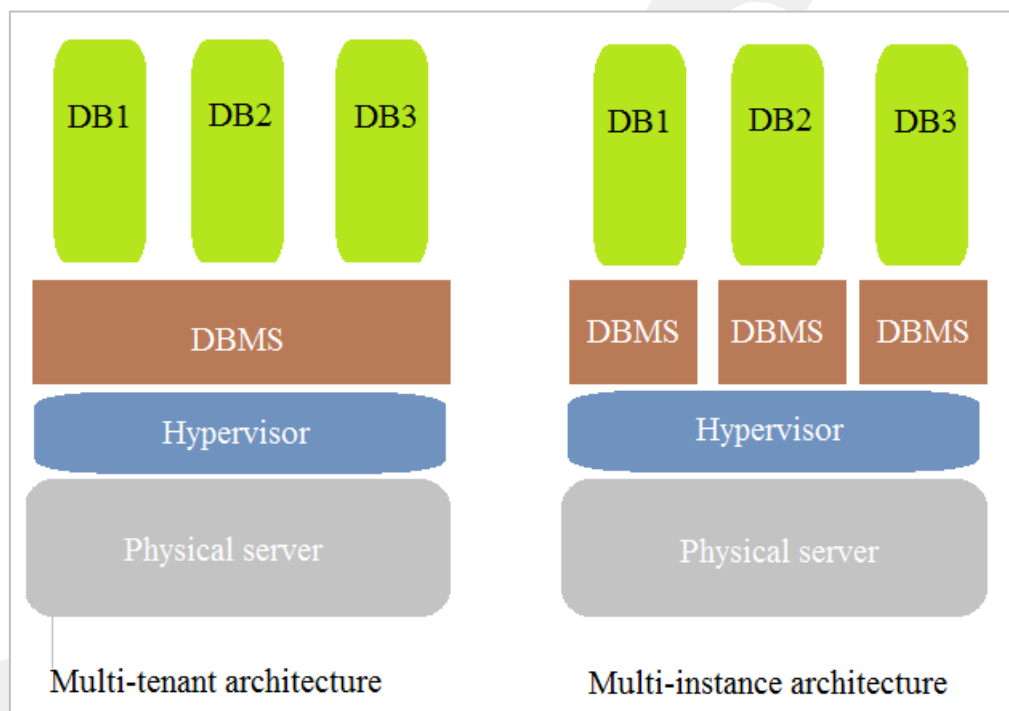 DB1
DB2
DB3
DBMS
Hypervisor
Physical server
Multi-tenant architecture
DB1
DB2
DB3
DBMS
DBMS
DBMS
Hypervisor
Physical server
Multi-instance architecture